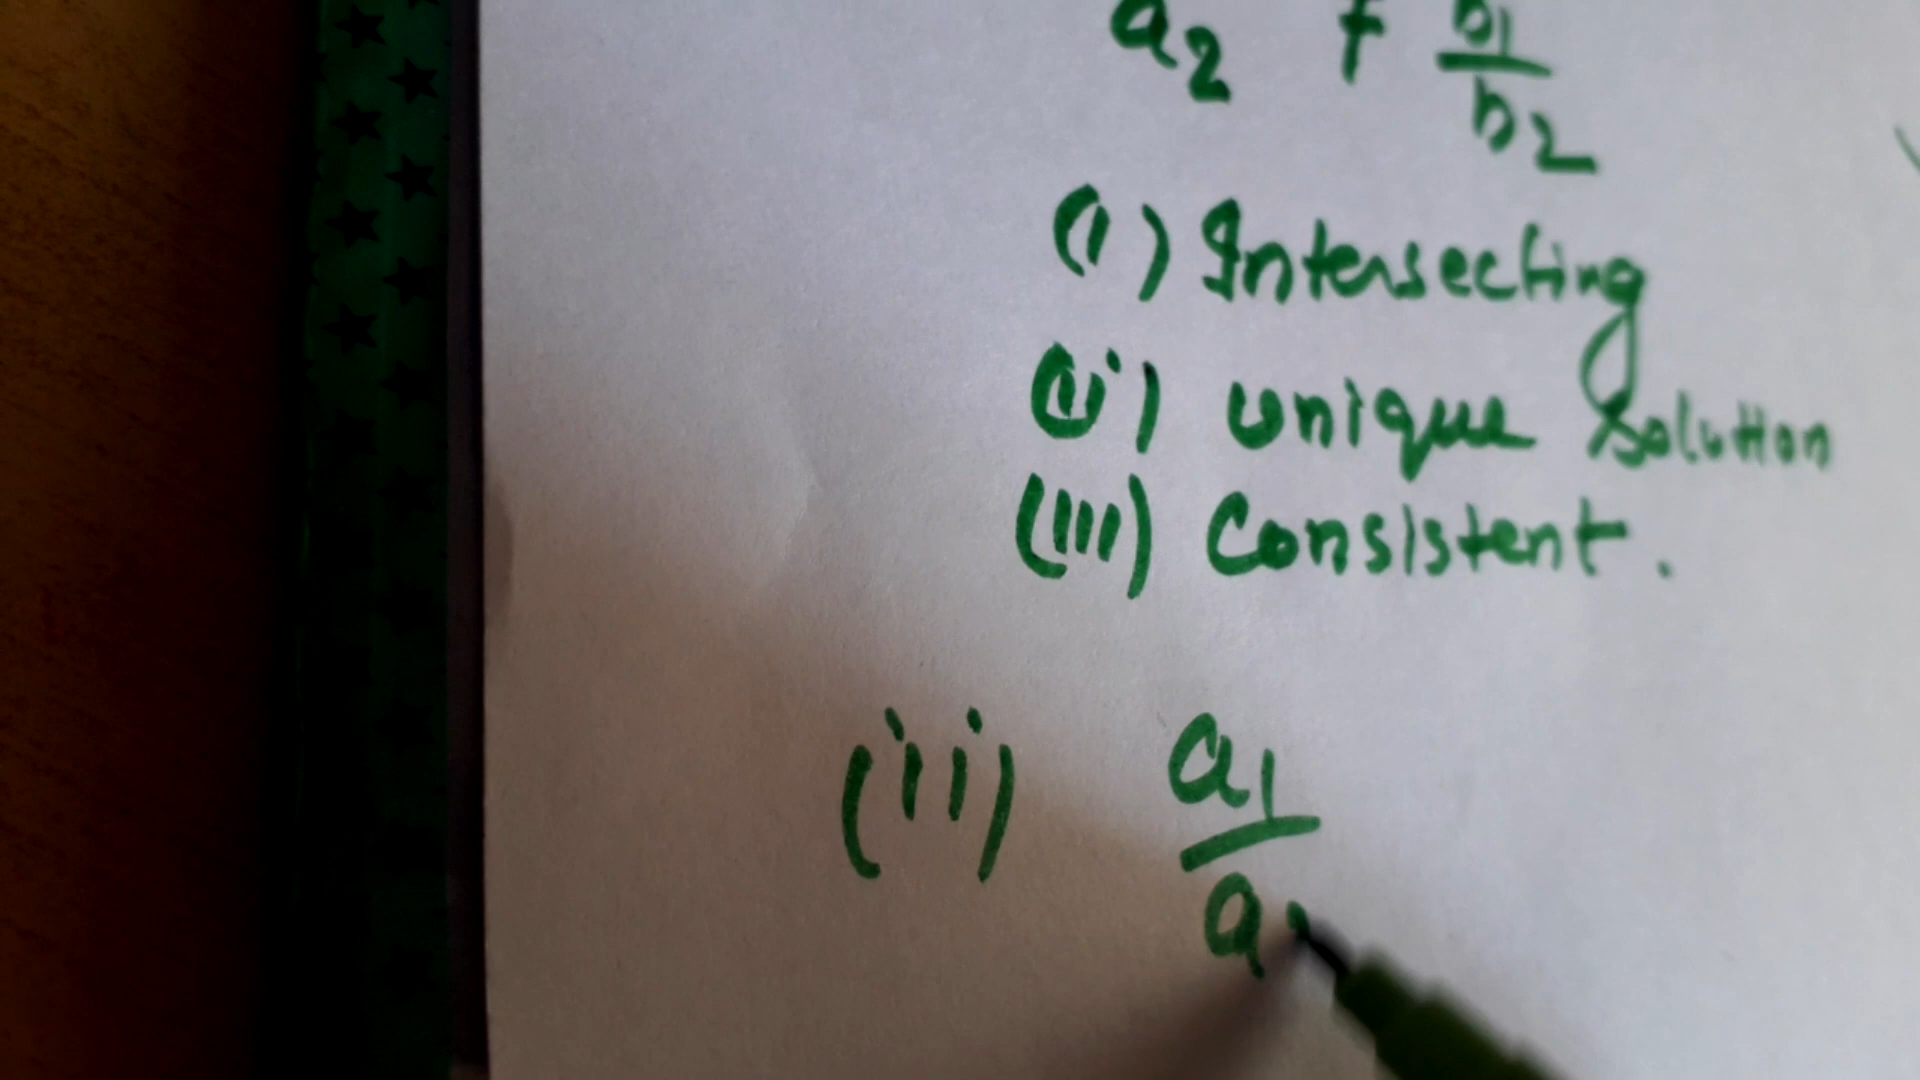 a2 ≠ b1/b2
(i) Intersecting
(ii) unique solution
(iii) Consistent.
(ii) a1/a